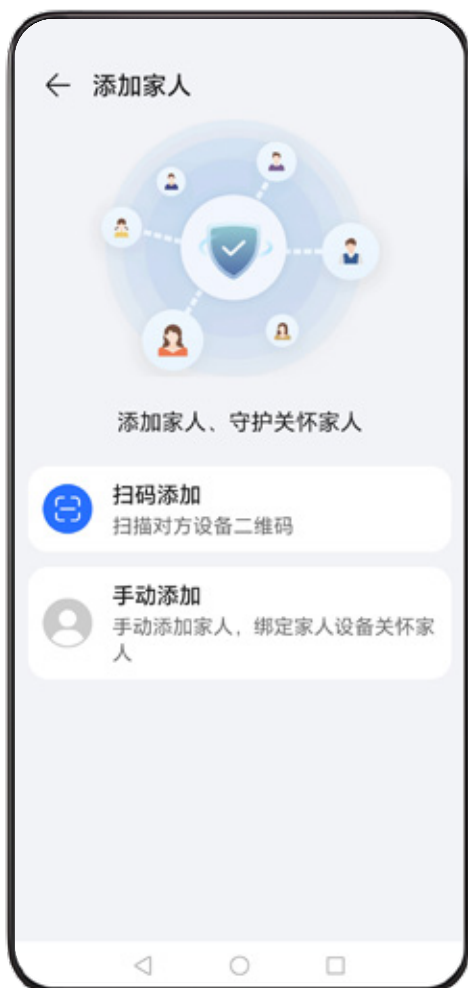 添加家人
添加家人、守护关怀家人
扫码添加
扫描对方设备二维码
手动添加
手动添加家人，绑定家人设备关怀家
人